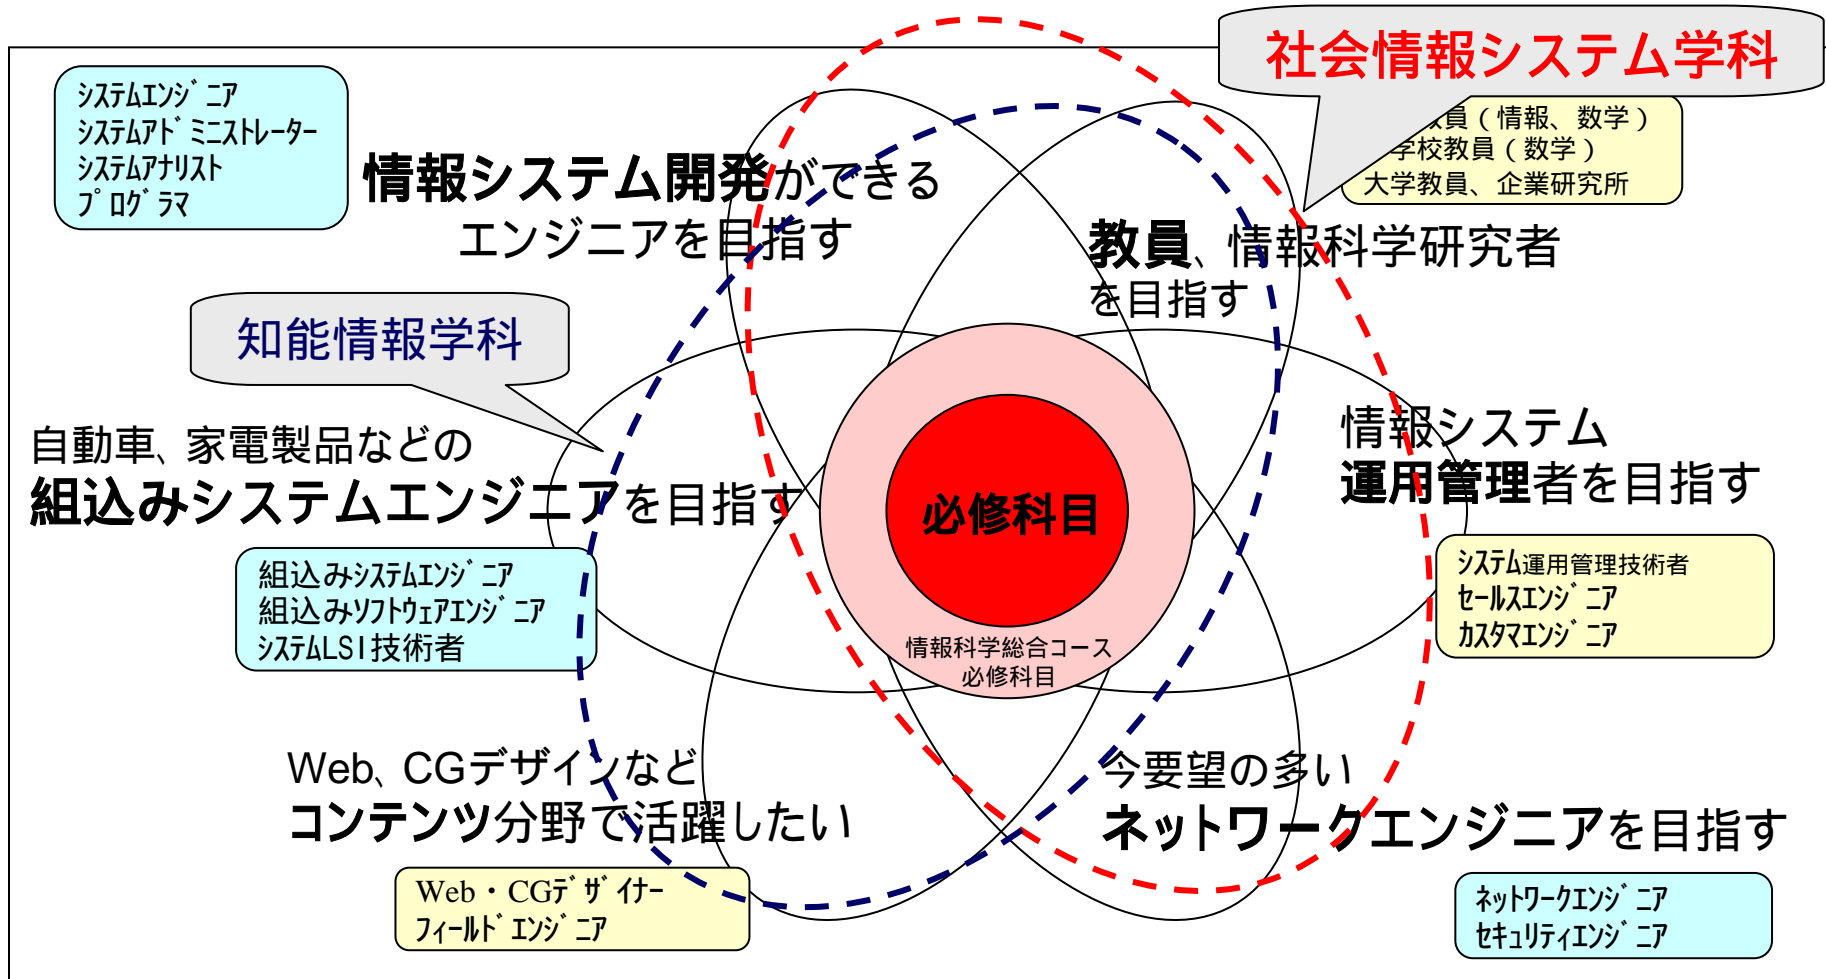 社会情報システム学科
システムエンジニア
システムアドミニストレーター
システムアナリスト
プログラマ
教員(情報、数学)
学校教員(数学)
大学教員、企業研究所
情報システム開発ができる
エンジニアを目指す
教員、情報科学研究者
を目指す
知能情報学科
自動車、家電製品などの
組込みシステムエンジニアを目指す
情報システム
運用管理者を目指す
必修科目
組込みシステムエンジニア
組込みソフトウェアエンジニア
システムLSI技術者
システム運用管理技術者
セールスエンジニア
カスタマエンジニア
情報科学総合コース
必修科目
Web、CGデザインなど
コンテンツ分野で活躍したい
今要望の多い
ネットワークエンジニアを目指す
Web・CGデザイナー
フィールドエンジニア
ネットワークエンジニア
セキュリティエンジニア